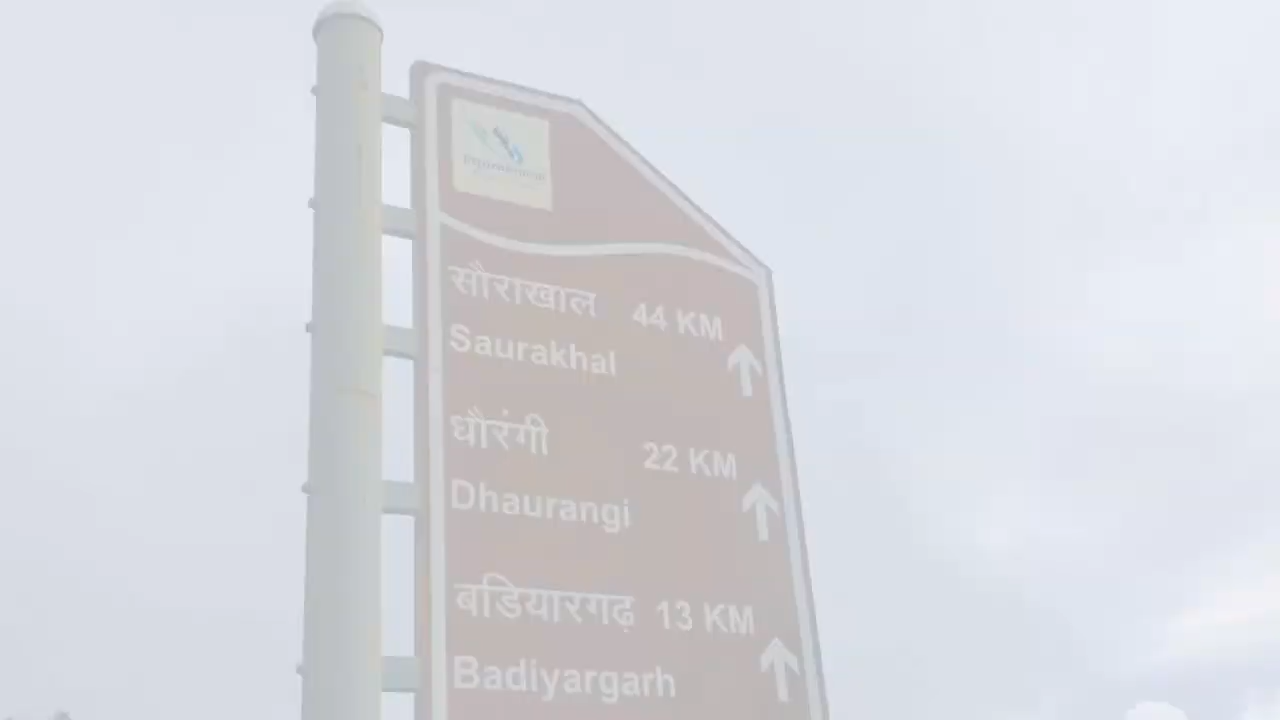 सौराखाल 44 KM
Saurakhal
धौरंगी 22 KM
Dhaurangi
बडियारगढ़ 13 KM
Badiyargarh